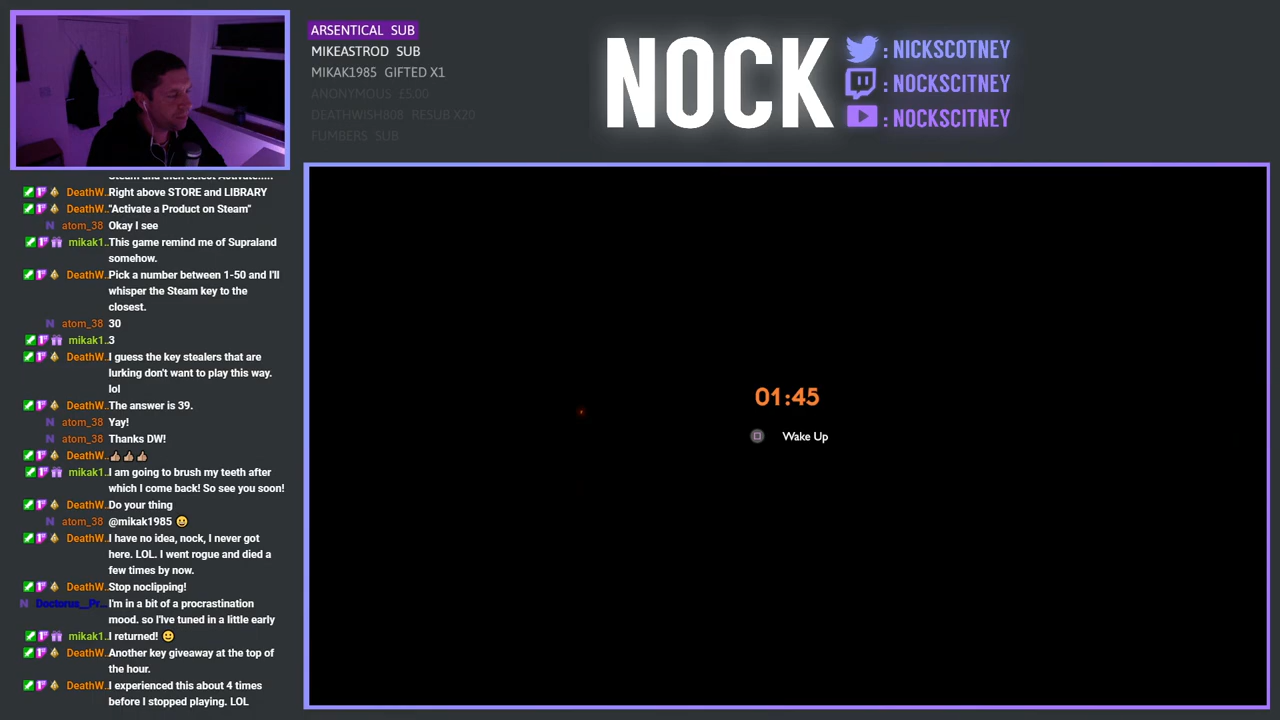 ARSENTICAL SUB
MIKEASTROD SUB
MIKAK1985 GIFTED X1
ANONYMOUS £5.00
DEATHWISH808 RESUB X20
FUMBERS SUB
NOCK
: NICKSCOTNEY
: NOCKSCITNEY
: NOCKSCITNEY
Steam and then select Activate.....
DeathW.. Right above STORE and LIBRARY
DeathW.. "Activate a Product on Steam"
atom_38 Okay I see
mikak1.. This game remind me of Supraland
somehow.
DeathW.. Pick a number between 1-50 and I'll
whisper the Steam key to the
closest.
atom_38 30
mikak1.. 3
DeathW.. I guess the key stealers that are
lurking don't want to play this way.
lol
DeathW.. The answer is 39.
atom_38 Yay!
atom_38 Thanks DW!
DeathW.. 👍🏽👍🏽👍🏽
mikak1.. I am going to brush my teeth after
which I come back! So see you soon!
DeathW.. Do your thing
atom_38 @mikak1985 😀
DeathW.. I have no idea, nock, I never got
here. LOL. I went rogue and died a
few times by now.
DeathW.. Stop noclipping!
Doctorus__Pr... I'm in a bit of a procrastination
mood. so I'Ive tuned in a little early
mikak1.. I returned! 😀
DeathW.. Another key giveaway at the top of
the hour.
DeathW.. I experienced this about 4 times
before I stopped playing. LOL
01:45
Wake Up